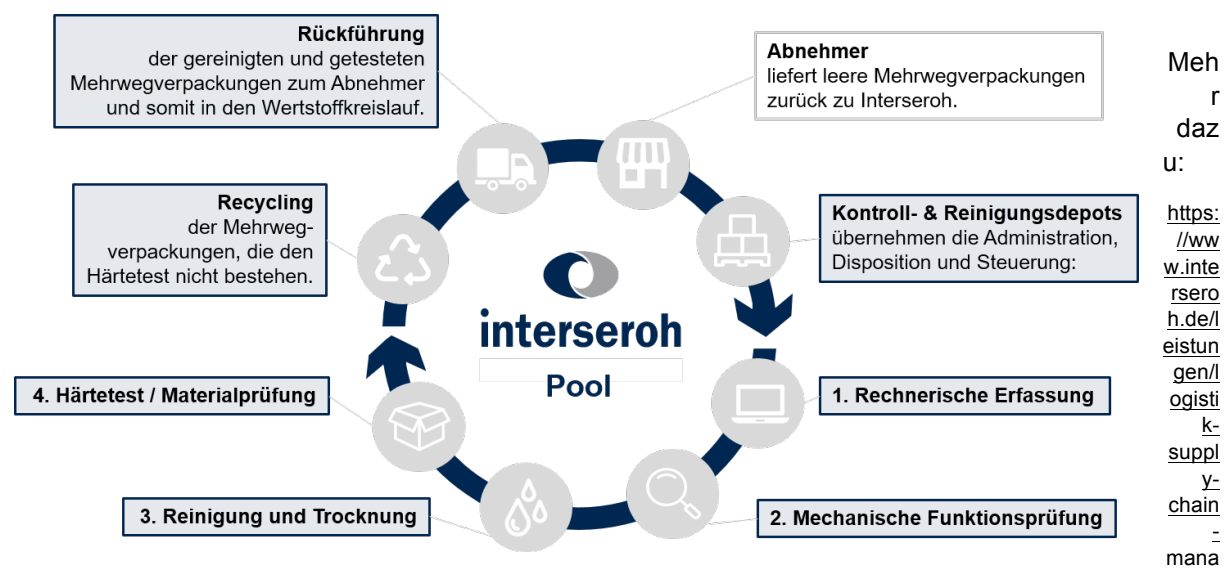 Rückführung
der gereinigten und getesteten
Mehrwegverpackungen zum Abnehmer
und somit in den Wertstoffkreislauf.
Abnehmer
liefert leere Mehrwegverpackungen
zurück zu Interseroh.
Recycling
der Mehrweg-
verpackungen, die den
Härtetest nicht bestehen.
Kontroll- & Reinigungsdepots
übernehmen die Administration,
Disposition und Steuerung:
interseroh
Pool
4. Härtetest / Materialprüfung
1. Rechnerische Erfassung
3. Reinigung und Trocknung
2. Mechanische Funktionsprüfung
Meh
r
daz
u:
https:
//ww
w.inte
rsero
h.de/l
eistun
gen/l
ogisti
k-
suppl
y-
chain
-
mana